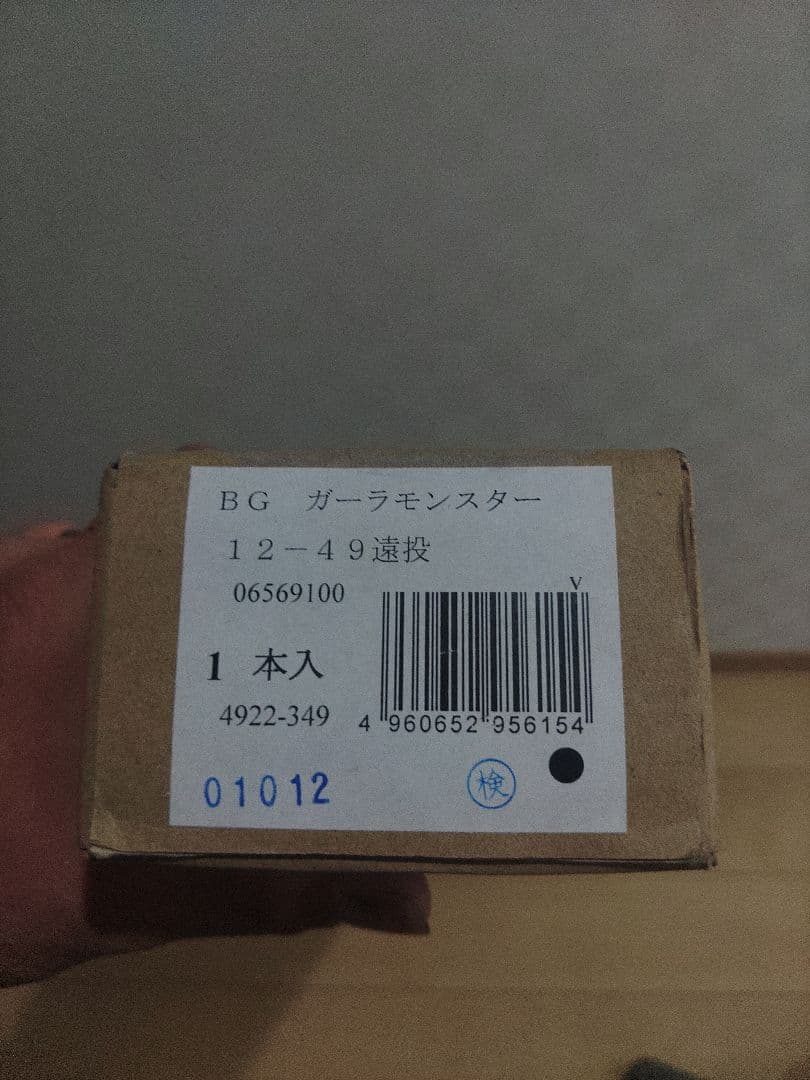 ＢＧ　ガーラモンスター
１２－４９遠投
06569100
V
1 本入
4922-349
4 960652 956154
01012
検